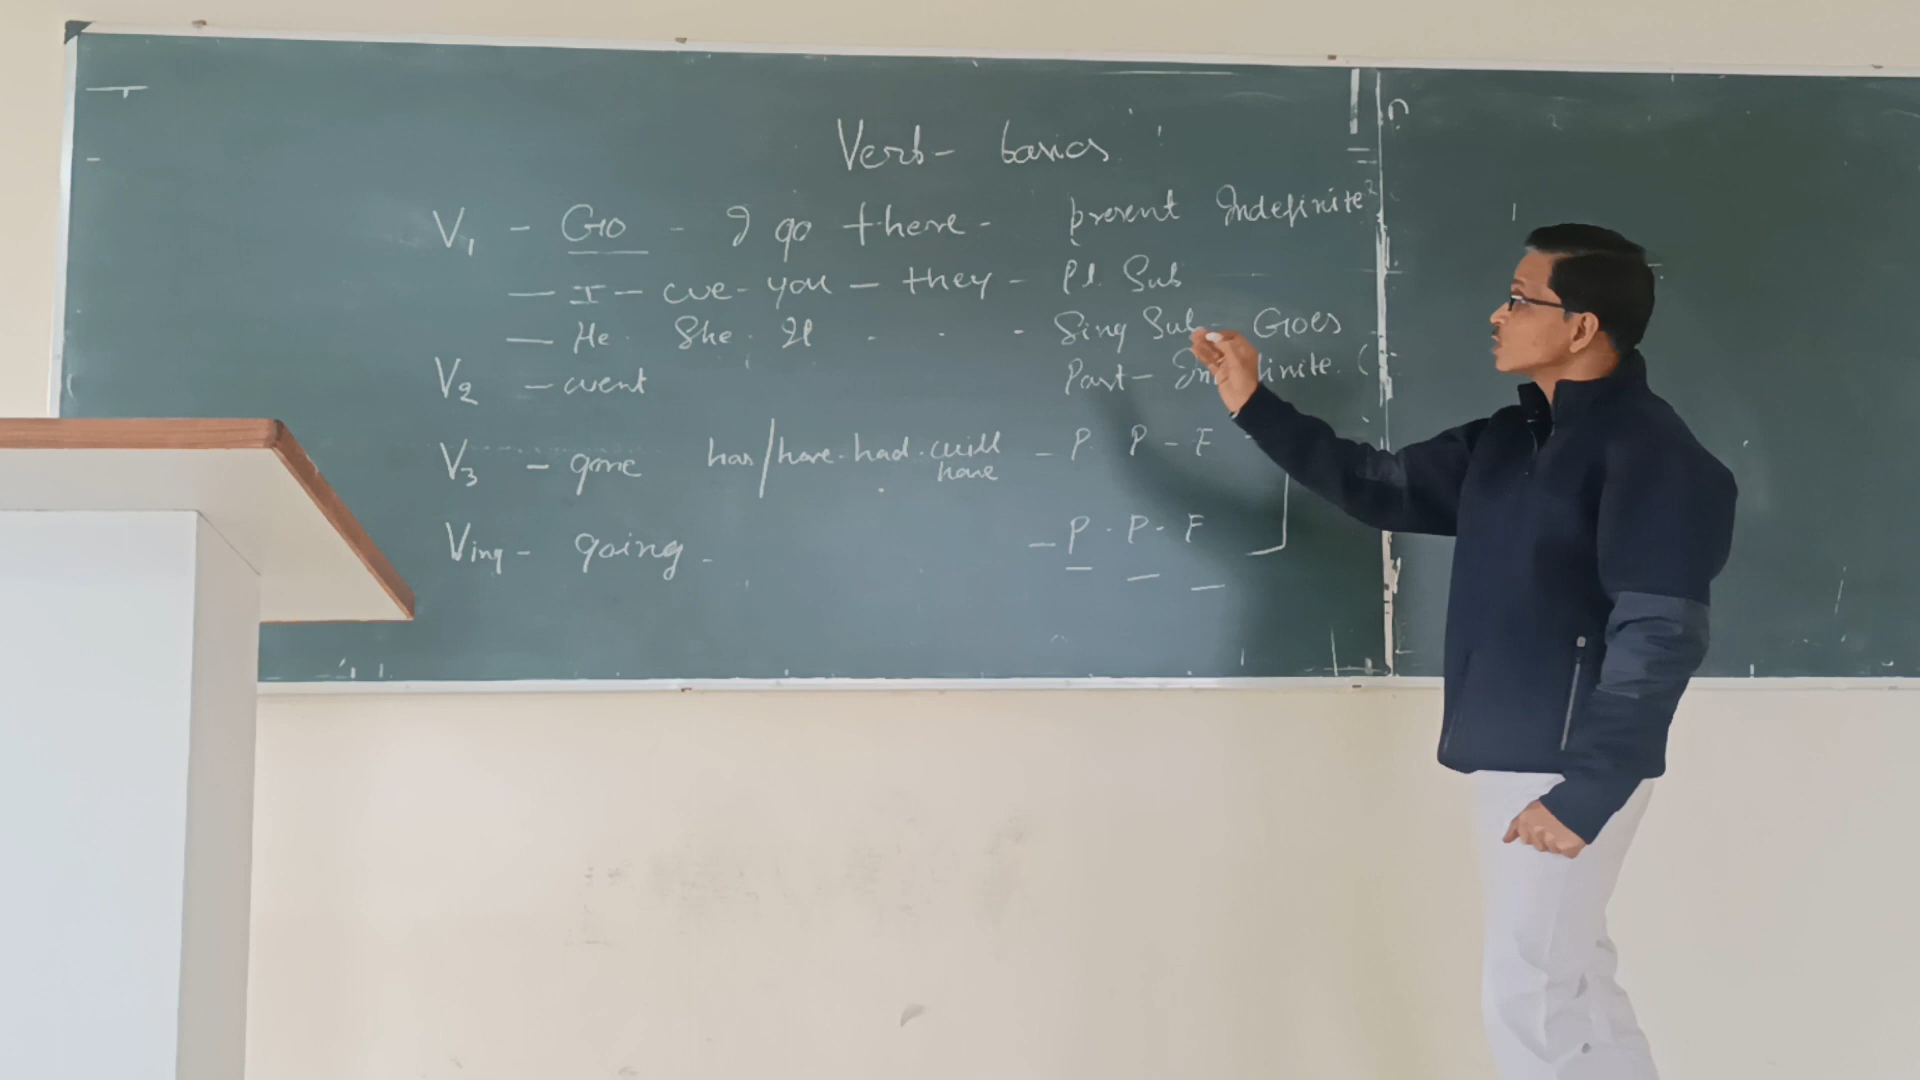 Verb- basics
V1 - Go - I go there - present Indefinite
- I - we - you - they - Pl. Sub
- He. She. It . . - Sing Sub - Goes
V2 - went Past -
V3 - gone has/have. had. will have - P. P - F
Ving - going - - P. P. F